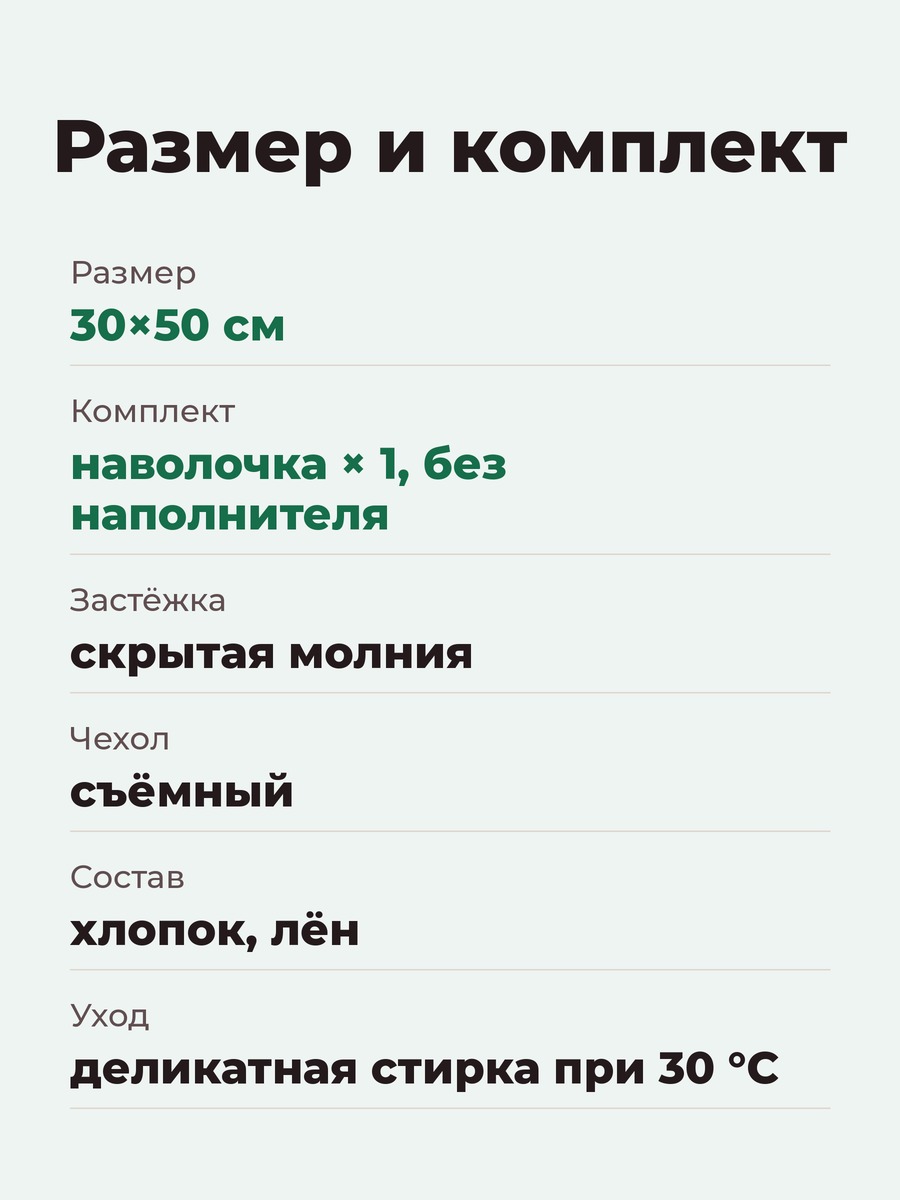 Размер и комплект
Размер
30×50 см
Комплект
наволочка × 1, без
наполнителя
Застёжка
скрытая молния
Чехол
съёмный
Состав
хлопок, лён
Уход
деликатная стирка при 30 °C